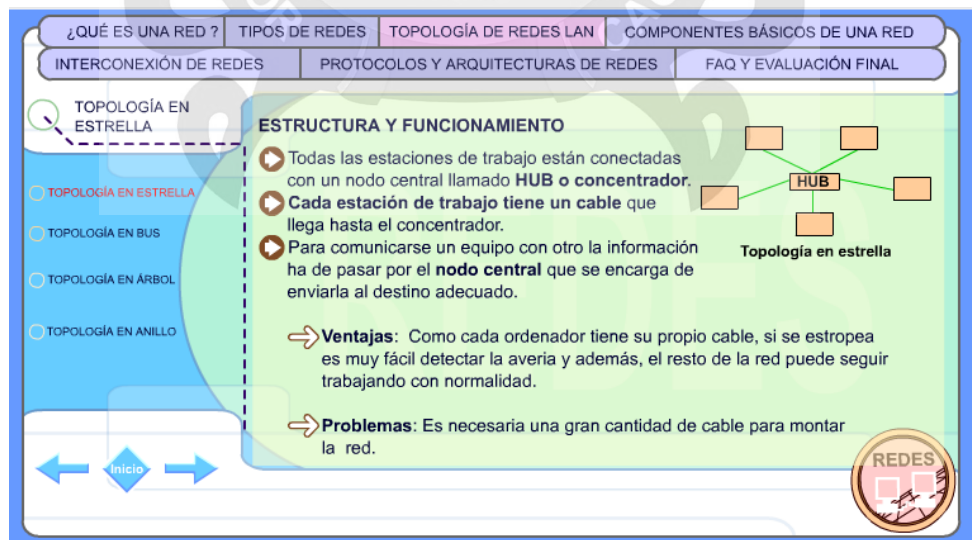 ¿QUÉ ES UNA RED ?
TIPOS DE REDES
TOPOLOGÍA DE REDES LAN
COMPONENTES BÁSICOS DE UNA RED
INTERCONEXIÓN DE REDES
PROTOCOLOS Y ARQUITECTURAS DE REDES
FAQ Y EVALUACIÓN FINAL
TOPOLOGÍA EN
ESTRELLA
TOPOLOGÍA EN ESTRELLA
TOPOLOGÍA EN BUS
TOPOLOGÍA EN ÁRBOL
TOPOLOGÍA EN ANILLO
Inicio
ESTRUCTURA Y FUNCIONAMIENTO
Todas las estaciones de trabajo están conectadas
con un nodo central llamado HUB o concentrador.
Cada estación de trabajo tiene un cable que
llega hasta el concentrador.
Para comunicarse un equipo con otro la información
ha de pasar por el nodo central que se encarga de
enviarla al destino adecuado.
Ventajas: Como cada ordenador tiene su propio cable, si se estropea
es muy fácil detectar la averia y además, el resto de la red puede seguir
trabajando con normalidad.
Problemas: Es necesaria una gran cantidad de cable para montar
la red.
HUB
Topología en estrella
REDES
REDES